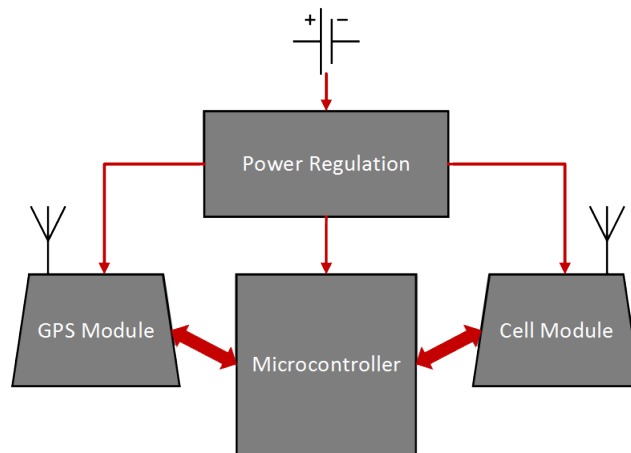 + −
Power Regulation
GPS Module
Microcontroller
Cell Module